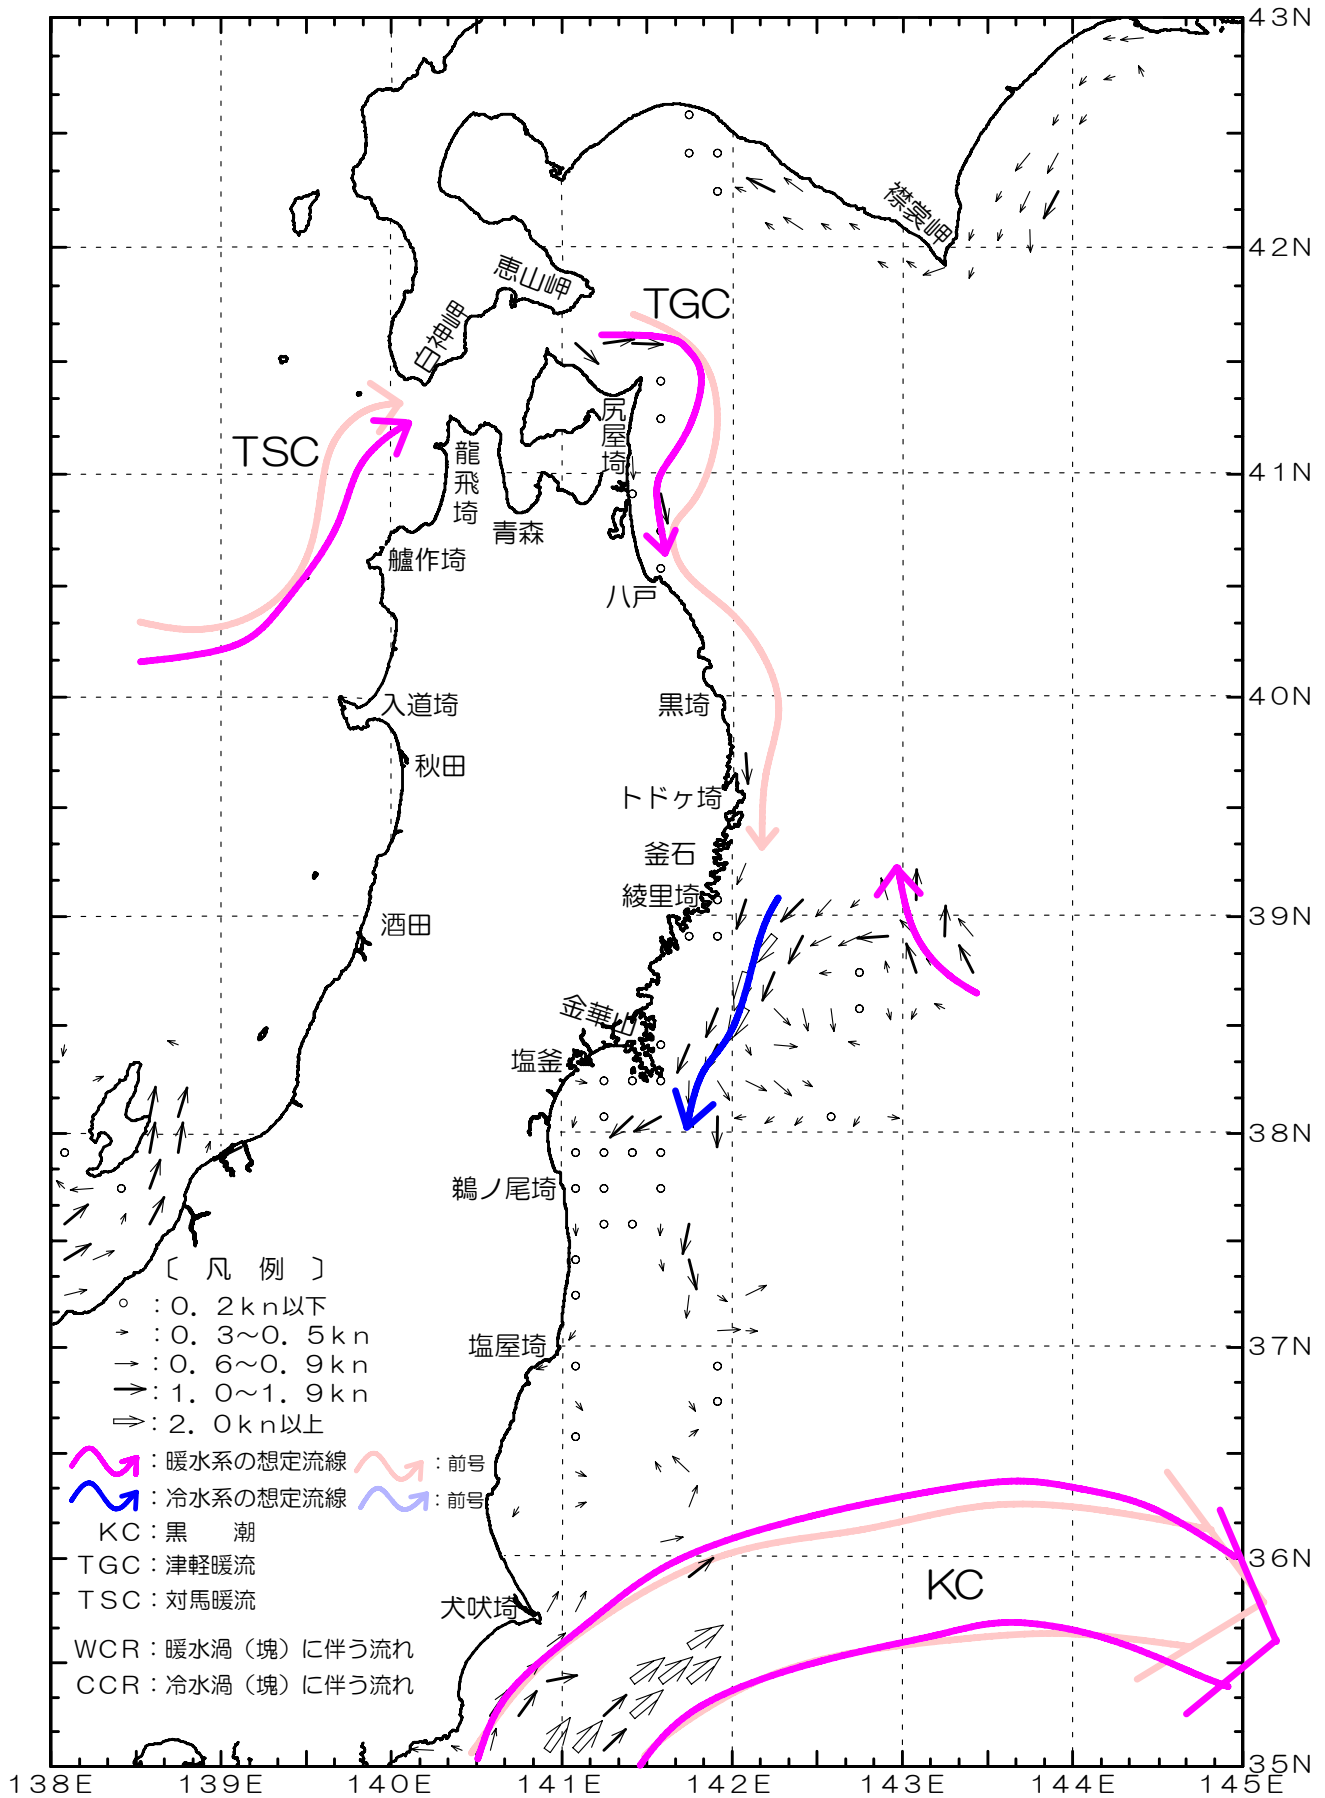 43N
襟裳岬
42N
恵山岬
TGC
白神岬
尻屋埼
TSC
龍飛埼
41N
青森
艫作埼
八戸
入道埼
黒埼
40N
秋田
トドヶ埼
釜石
綾里埼
酒田
39N
金華山
塩釜
38N
鵜ノ尾埼
〔 凡 例 〕
:0.2kn以下
:0.3~0.5kn
塩屋埼
37N
:0.6~0.9kn
:1.0~1.9kn
:2.0kn以上
:暖水系の想定流線 :前号
:冷水系の想定流線 :前号
KC:黒 潮
TGC:津軽暖流
36N
KC
TSC:対馬暖流
犬吠埼
WCR:暖水渦(塊)に伴う流れ
CCR:冷水渦(塊)に伴う流れ
35N
138E 139E 140E 141E 142E 143E 144E 145E